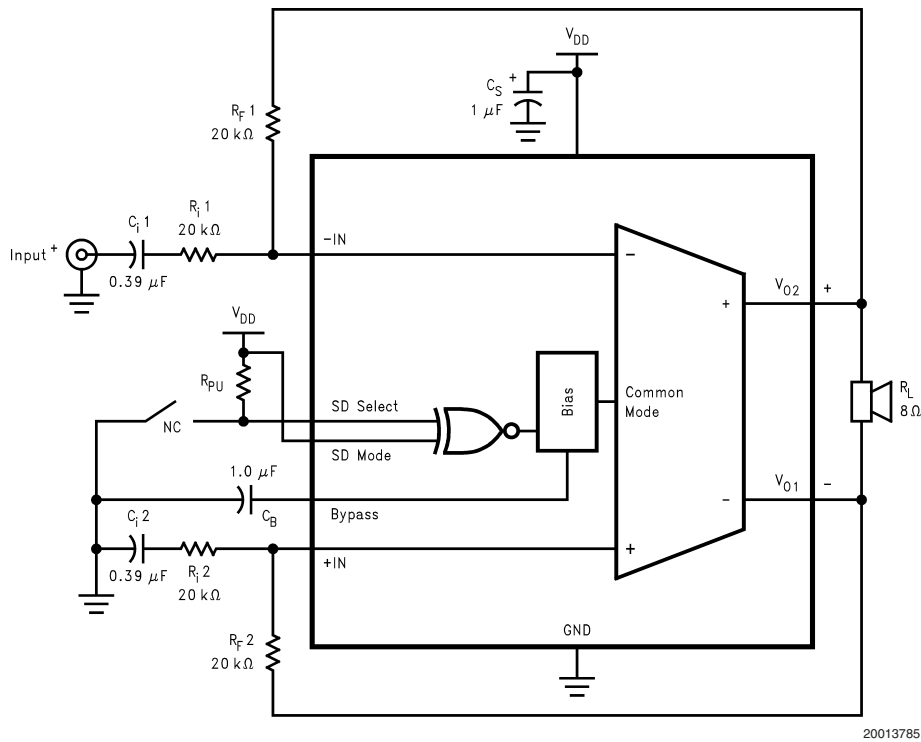 V_DD
C_S +
1 µF
R_F 1
20 kΩ
R_i 1
20 kΩ
C_i 1
Input +
0.39 µF
–IN
–
V_DD
V_O2 +
+
R_PU
SD Select
NC
SD Mode
Bias
Common
Mode
R_L
8 Ω
1.0 µF
C_B
Bypass
V_O1 –
–
C_i 2
0.39 µF
R_i 2
20 kΩ
+IN
+
R_F 2
20 kΩ
GND
20013785